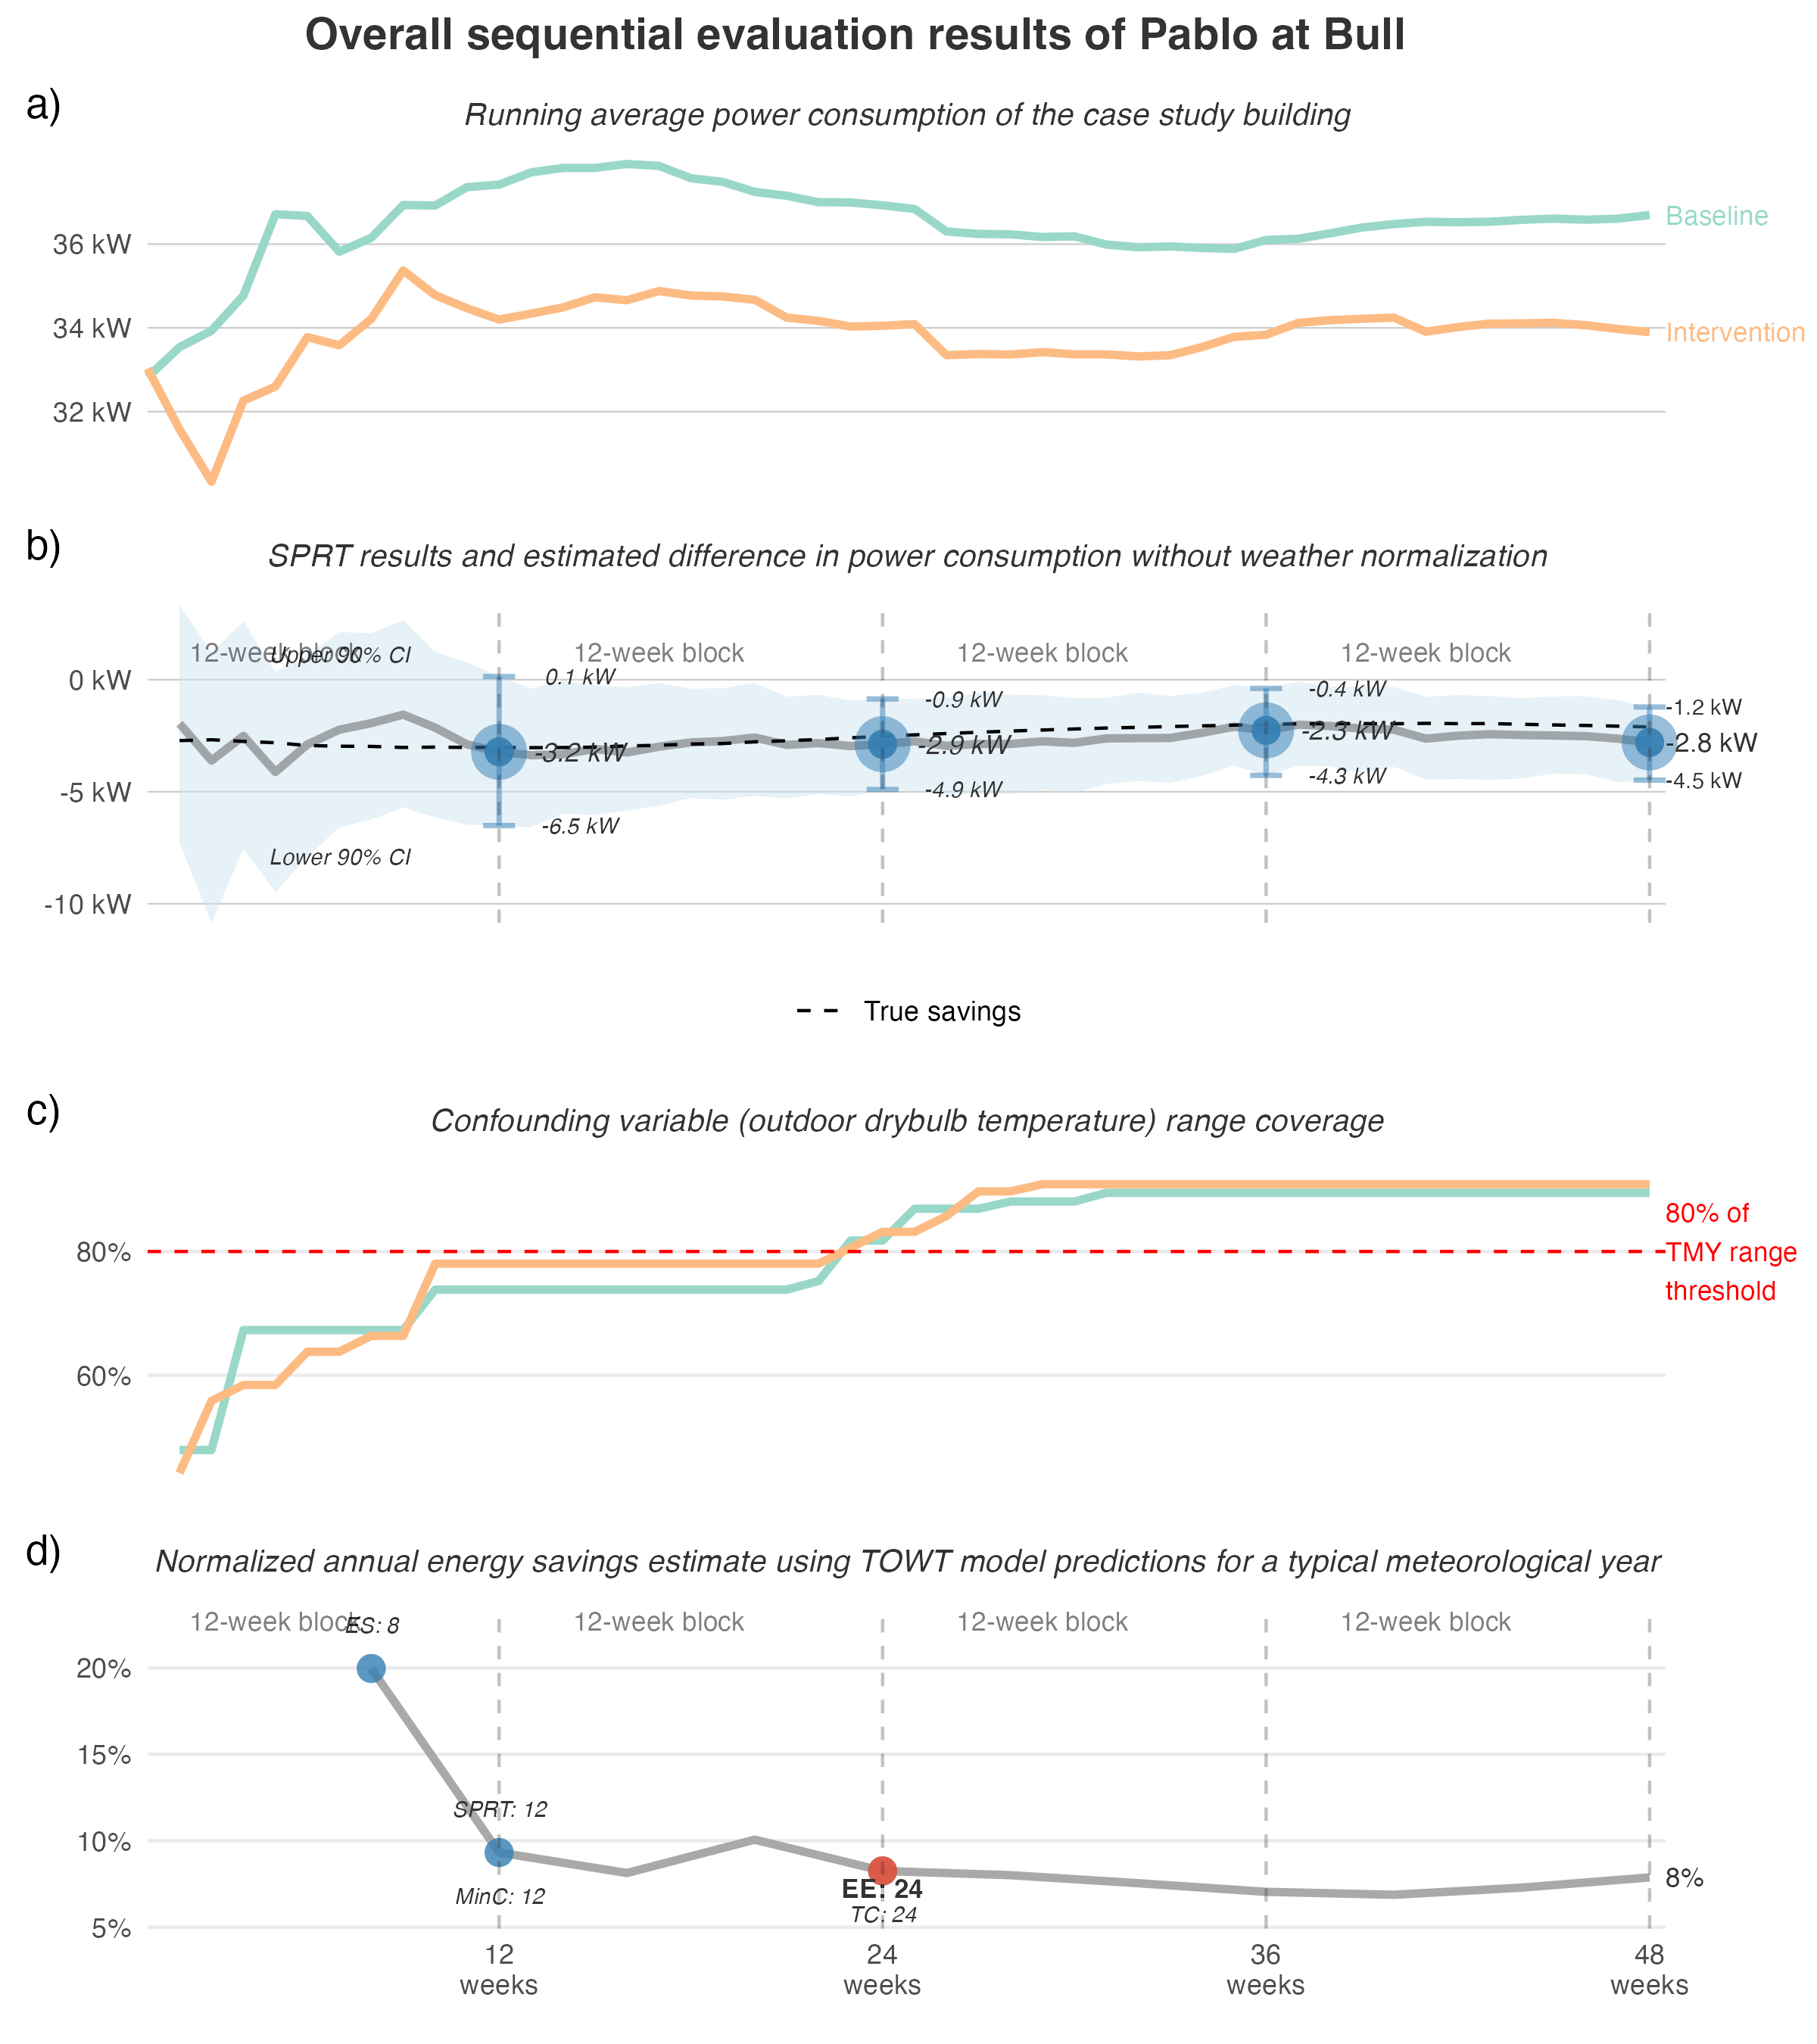 Overall sequential evaluation results of Pablo at Bull
a)
Running average power consumption of the case study building
36 kW
34 kW
32 kW
Baseline
Intervention
b)
SPRT results and estimated difference in power consumption without weather normalization
12-week block
12-week block
12-week block
12-week block
Upper 90% CI
0 kW
-5 kW
-10 kW
0.1 kW
-3.2 kW
-6.5 kW
-0.9 kW
-2.9 kW
-4.9 kW
-0.4 kW
-2.3 kW
-4.3 kW
-1.2 kW
-2.8 kW
-4.5 kW
Lower 90% CI
True savings
c)
Confounding variable (outdoor drybulb temperature) range coverage
80%
60%
80% of
TMY range
threshold
d)
Normalized annual energy savings estimate using TOWT model predictions for a typical meteorological year
12-week block
12-week block
12-week block
12-week block
ES: 8
20%
15%
10%
5%
SPRT: 12
MinC: 12
EE: 24
TC: 24
8%
12
weeks
24
weeks
36
weeks
48
weeks